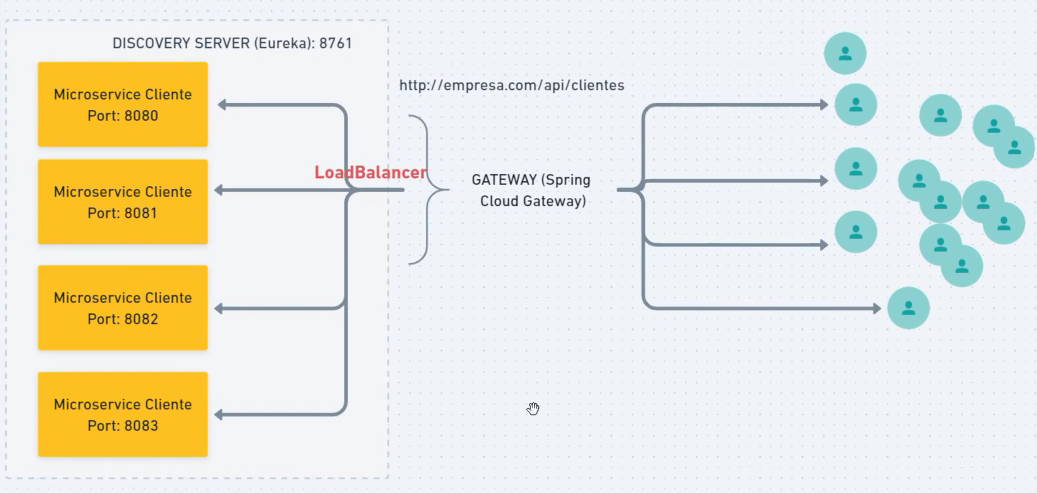 DISCOVERY SERVER (Eureka): 8761
Microservice Cliente
Port: 8080
Microservice Cliente
Port: 8081
Microservice Cliente
Port: 8082
Microservice Cliente
Port: 8083
LoadBalancer
http://empresa.com/api/clientes
GATEWAY (Spring
Cloud Gateway)